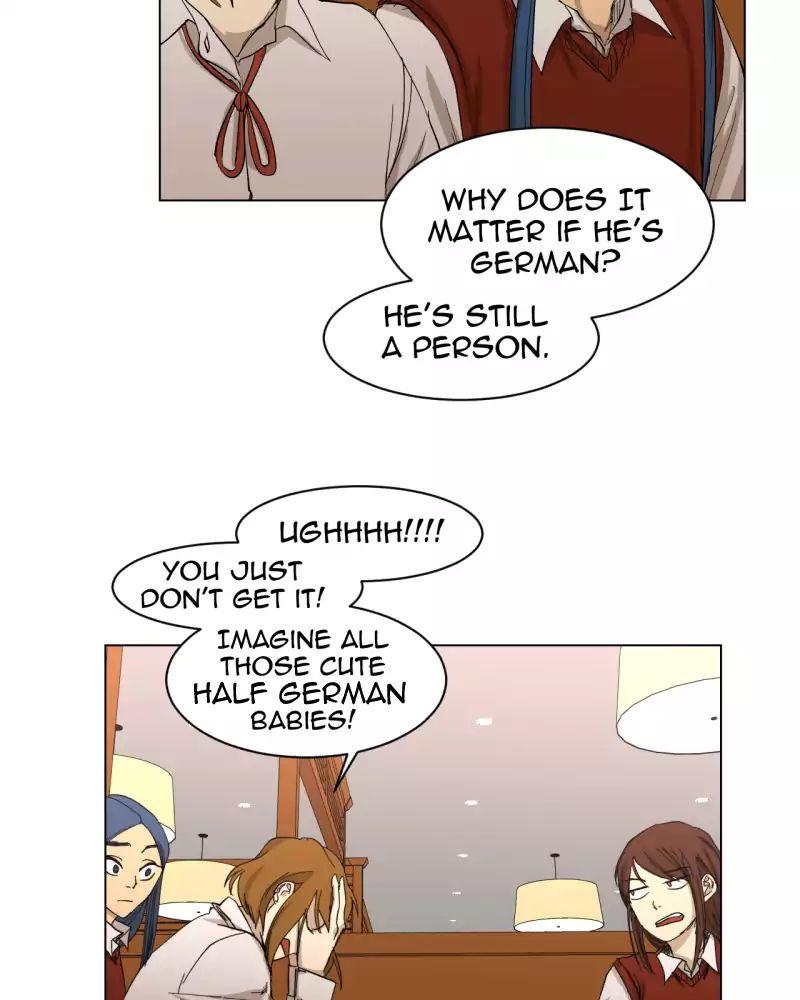 WHY DOES IT
MATTER IF HE'S
GERMAN?
HE'S STILL
A PERSON.
UGHHHH!!!!
YOU JUST
DON'T GET IT!
IMAGINE ALL
THOSE CUTE
HALF GERMAN
BABIES!